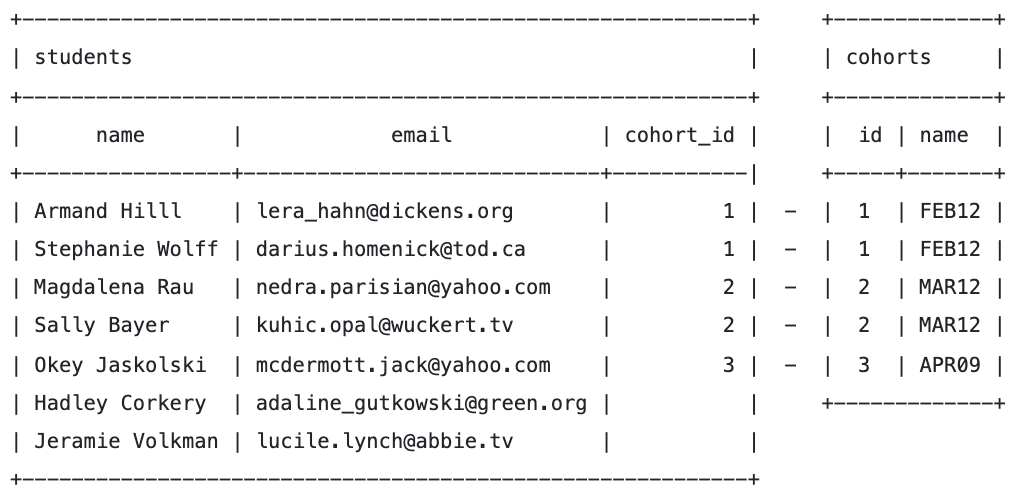 +-----------------------------------------------------------+     +-------------+
| students                                                  |     | cohorts     |
+-----------------------------------------------------------+     +-------------+
|      name       |            email            | cohort_id |     |  id | name  |
+-----------------+-----------------------------+-----------|     +-----+-------+
| Armand Hilll    | lera_hahn@dickens.org       |         1 |  -  |  1  | FEB12 |
| Stephanie Wolff | darius.homenick@tod.ca      |         1 |  -  |  1  | FEB12 |
| Magdalena Rau   | nedra.parisian@yahoo.com    |         2 |  -  |  2  | MAR12 |
| Sally Bayer     | kuhic.opal@wuckert.tv       |         2 |  -  |  2  | MAR12 |
| Okey Jaskolski  | mcdermott.jack@yahoo.com    |         3 |  -  |  3  | APR09 |
| Hadley Corkery  | adaline_gutkowski@green.org |           |     +-------------+
| Jeramie Volkman | lucile.lynch@abbie.tv       |           |
+-----------------------------------------------------------+